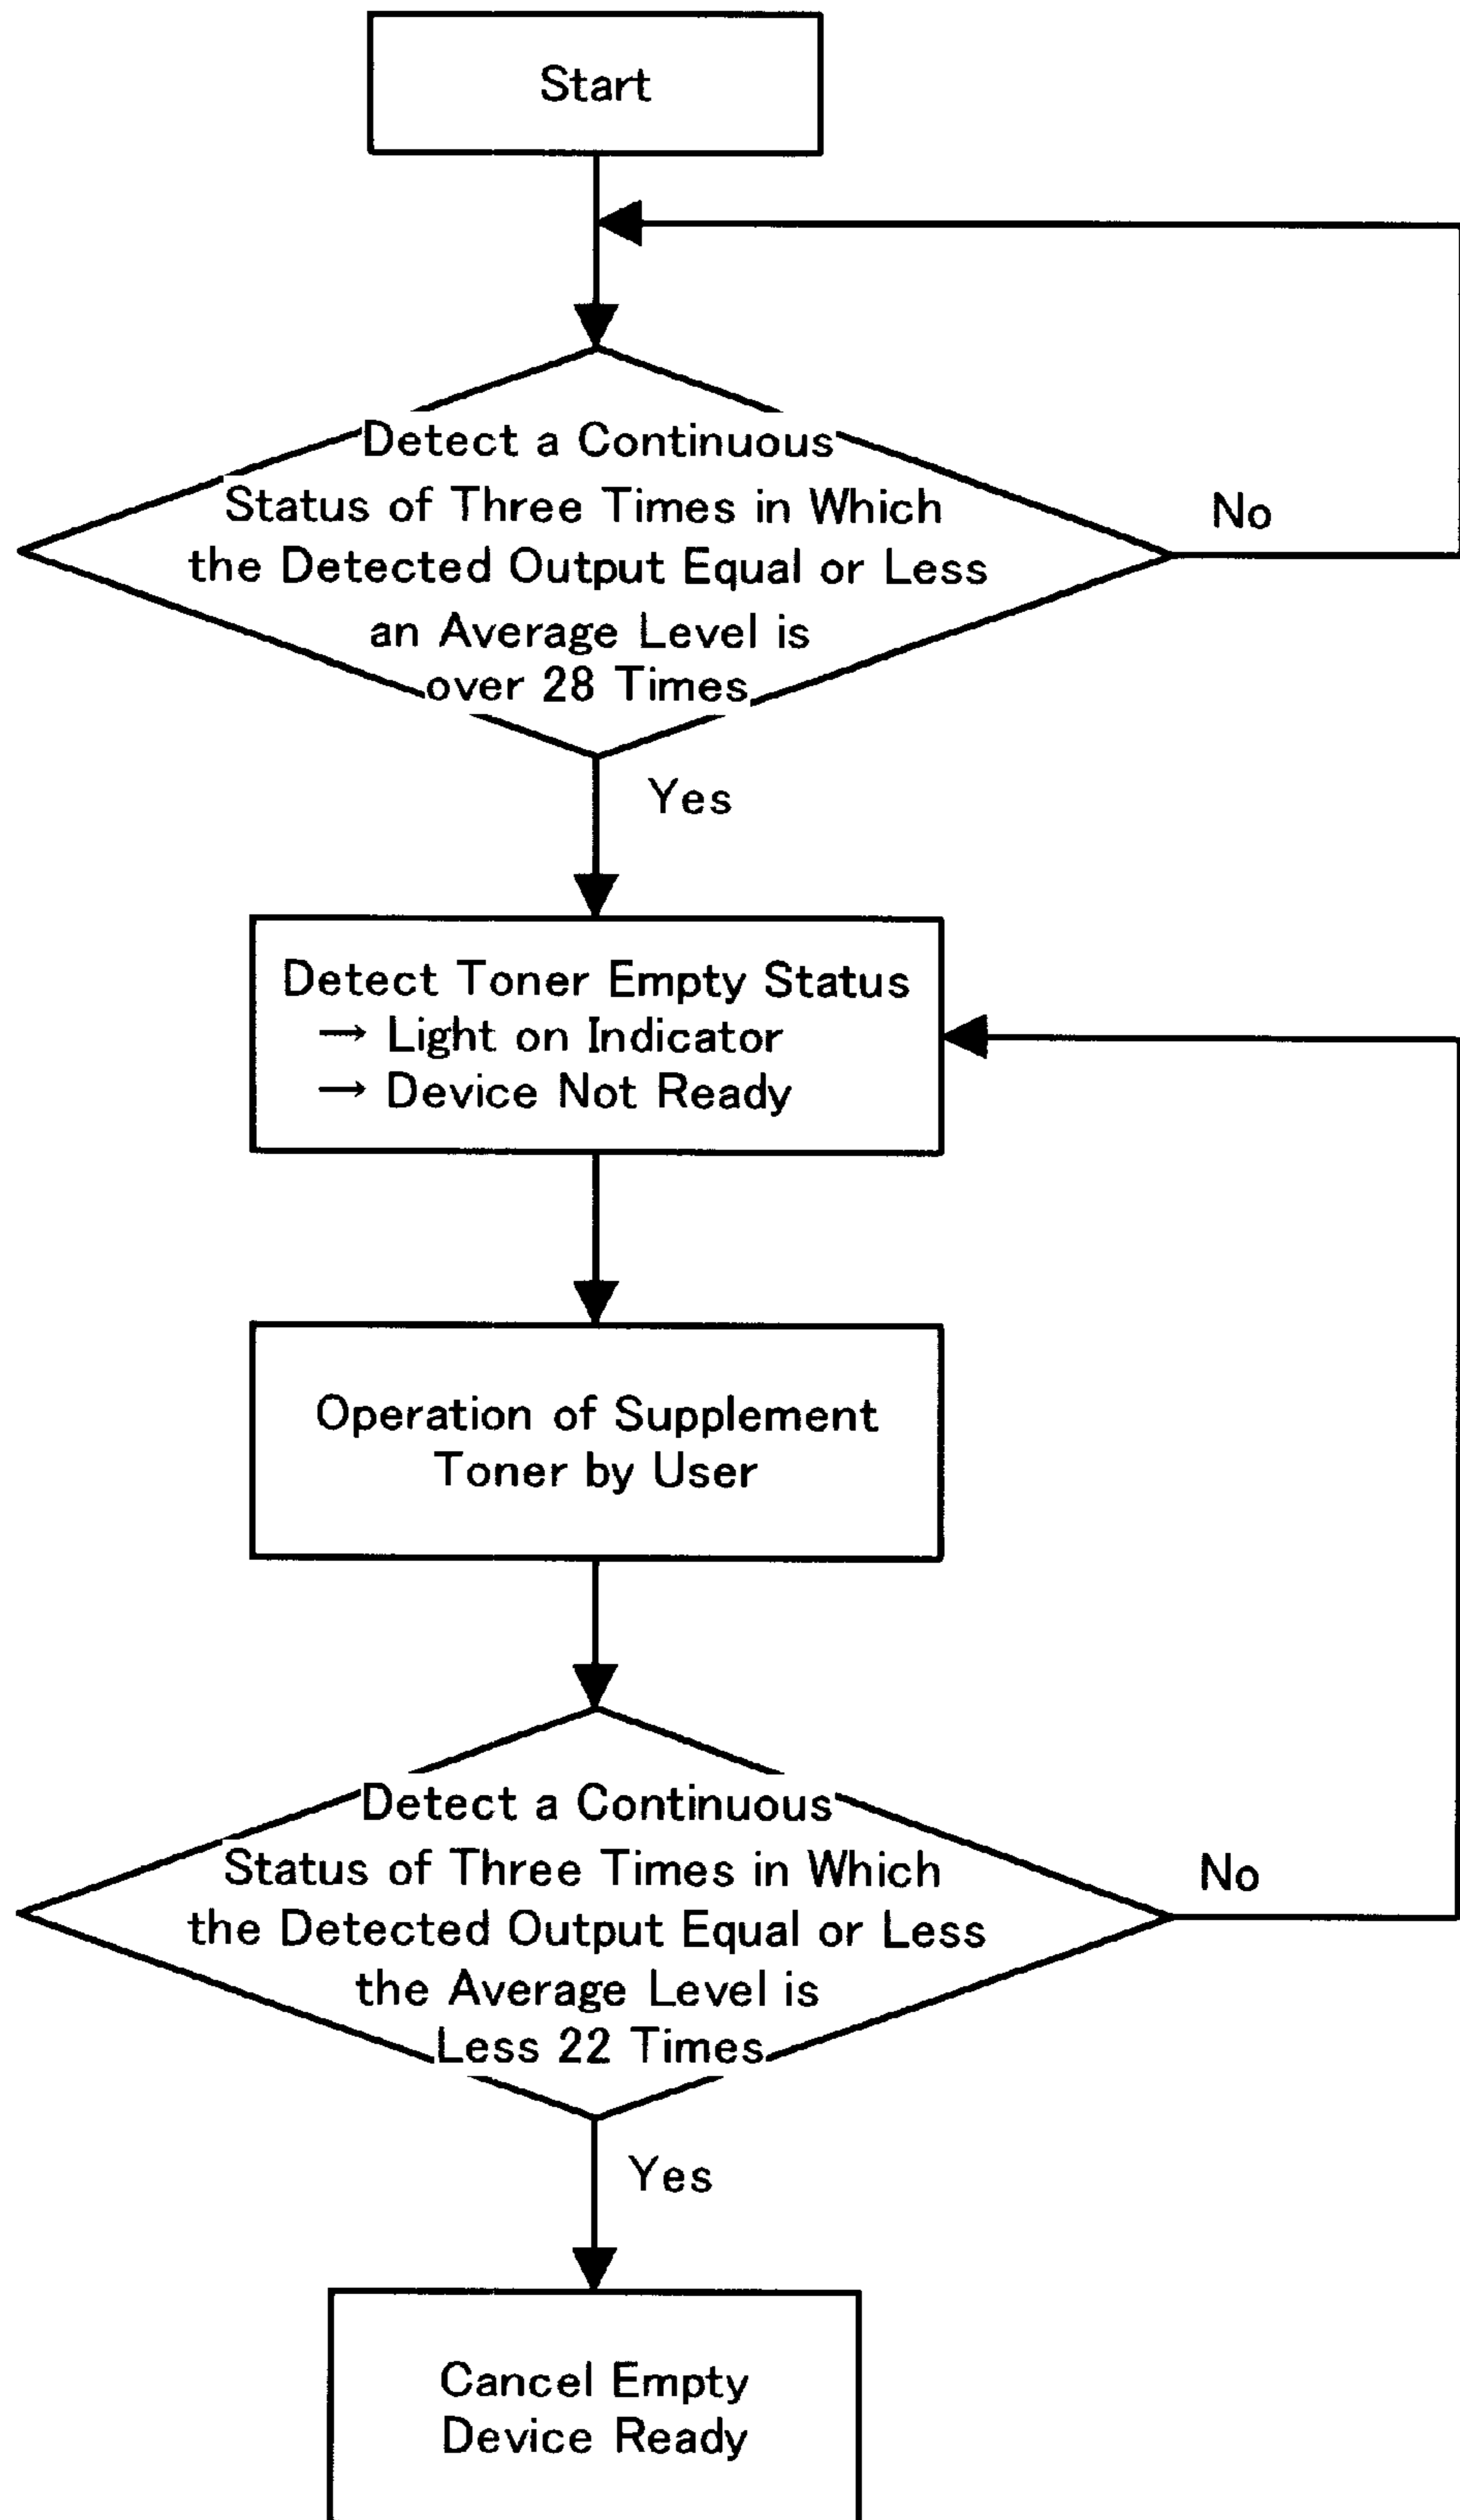 Start
Detect a Continuous
Status of Three Times in Which
the Detected Output Equal or Less
an Average Level is
over 28 Times
No
Yes
Detect Toner Empty Status
→ Light on Indicator
→ Device Not Ready
Operation of Supplement
Toner by User
Detect a Continuous
Status of Three Times in Which
the Detected Output Equal or Less
the Average Level is
Less 22 Times
No
Yes
Cancel Empty
Device Ready